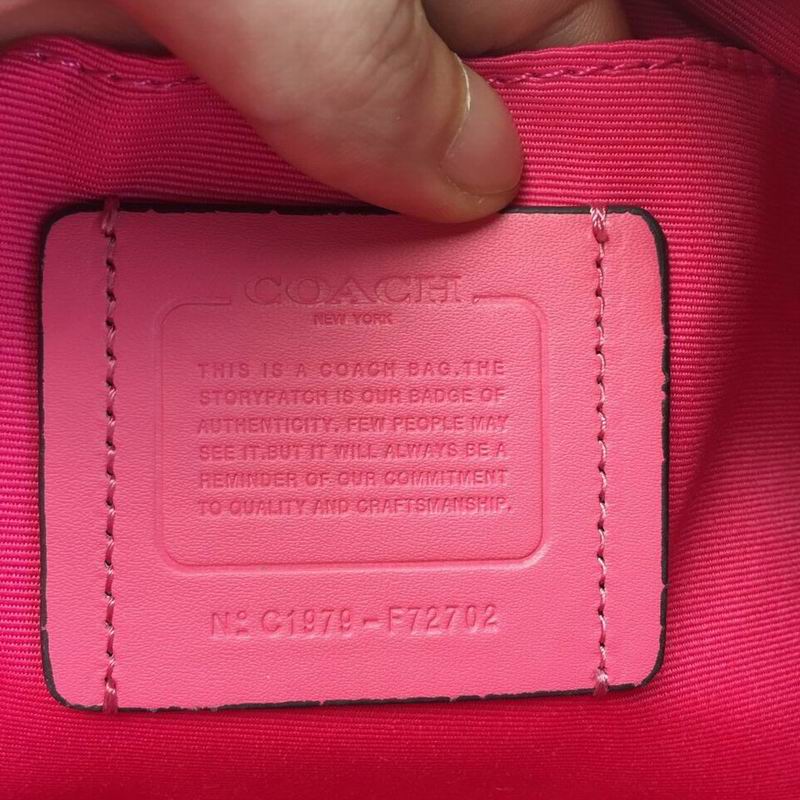 COACH
NEW YORK
THIS IS A COACH BAG.THE
STORYPATCH IS OUR BADGE OF
AUTHENTICITY. FEW PEOPLE MAY
SEE IT.BUT IT WILL ALWAYS BE A
REMINDER OF OUR COMMITMENT
TO QUALITY AND CRAFTSMANSHIP.
Nº C1979-F72702